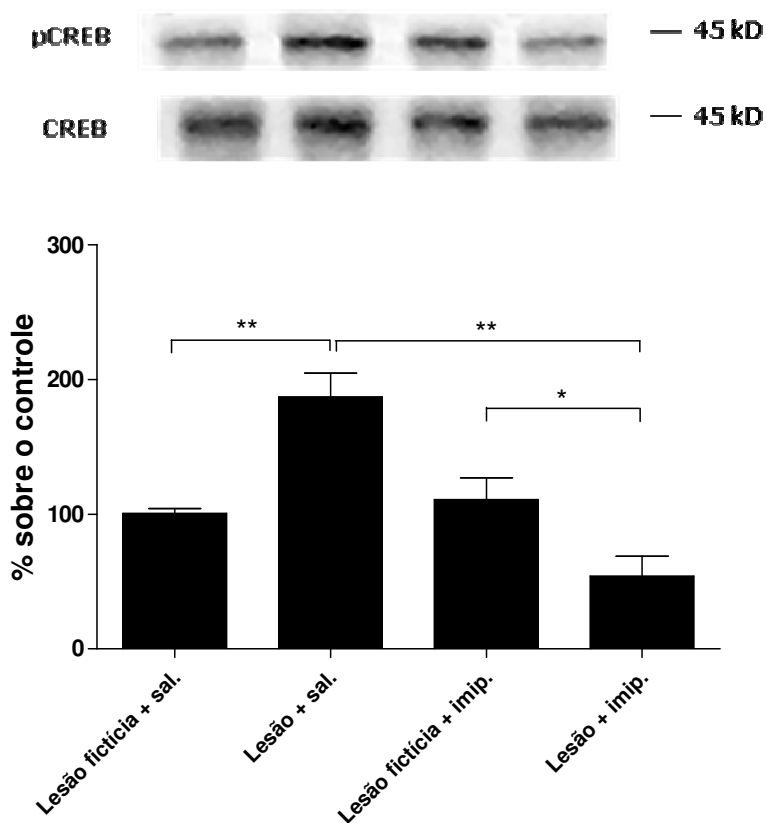 pCREB
45 kD
CREB
45 kD
% sobre o controle
300
200
100
0
**
**
*
Lesão fictícia + sal.
Lesão + sal.
Lesão fictícia + imip.
Lesão + imip.